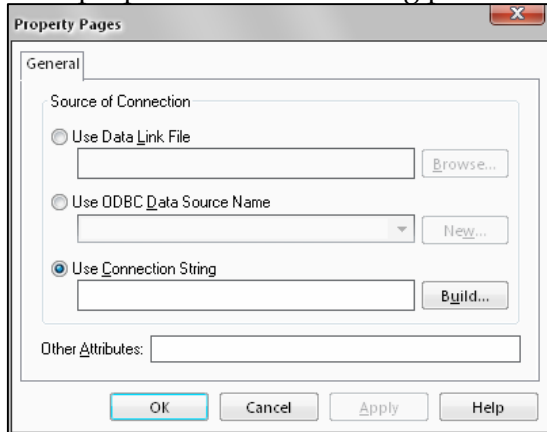 Property Pages
General
Source of Connection
Use Data Link File
Browse...
Use ODBC Data Source Name
New...
Use Connection String
Build...
Other Attributes:
OK Cancel Apply Help